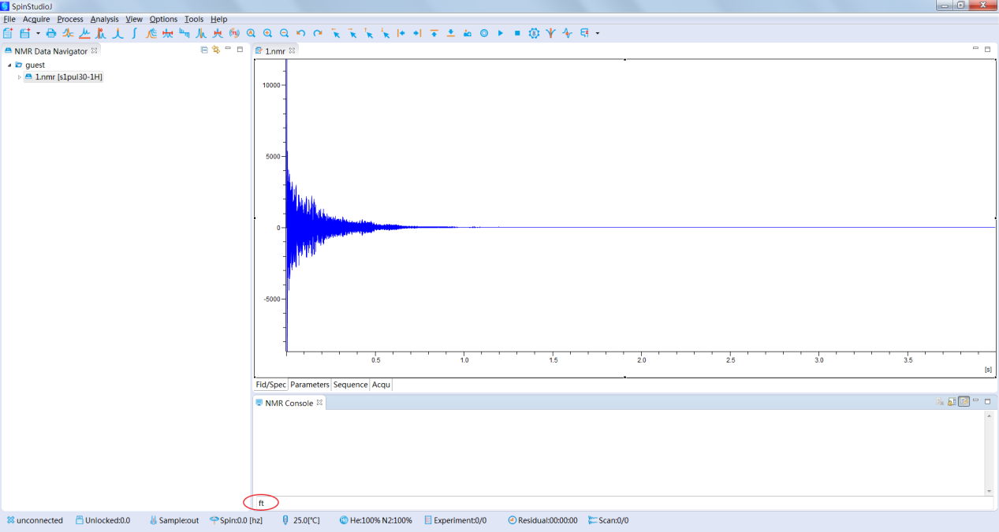 SpinStudioJ
File Acquire Process Analysis View Options Tools Help
NMR Data Navigator
guest
1.nmr [s1pul30-1H]
1.nmr
10000
5000
0
-5000
0.5 1.0 1.5 2.0 2.5 3.0 3.5
[s]
Fid/Spec Parameters Sequence Acqu
NMR Console
ft
unconnected Unlocked:0.0 Sample:out Spin:0.0 [hz] 25.0[°C] He:100% N2:100% Experiment:0/0 Residual:00:00:00 Scan:0/0